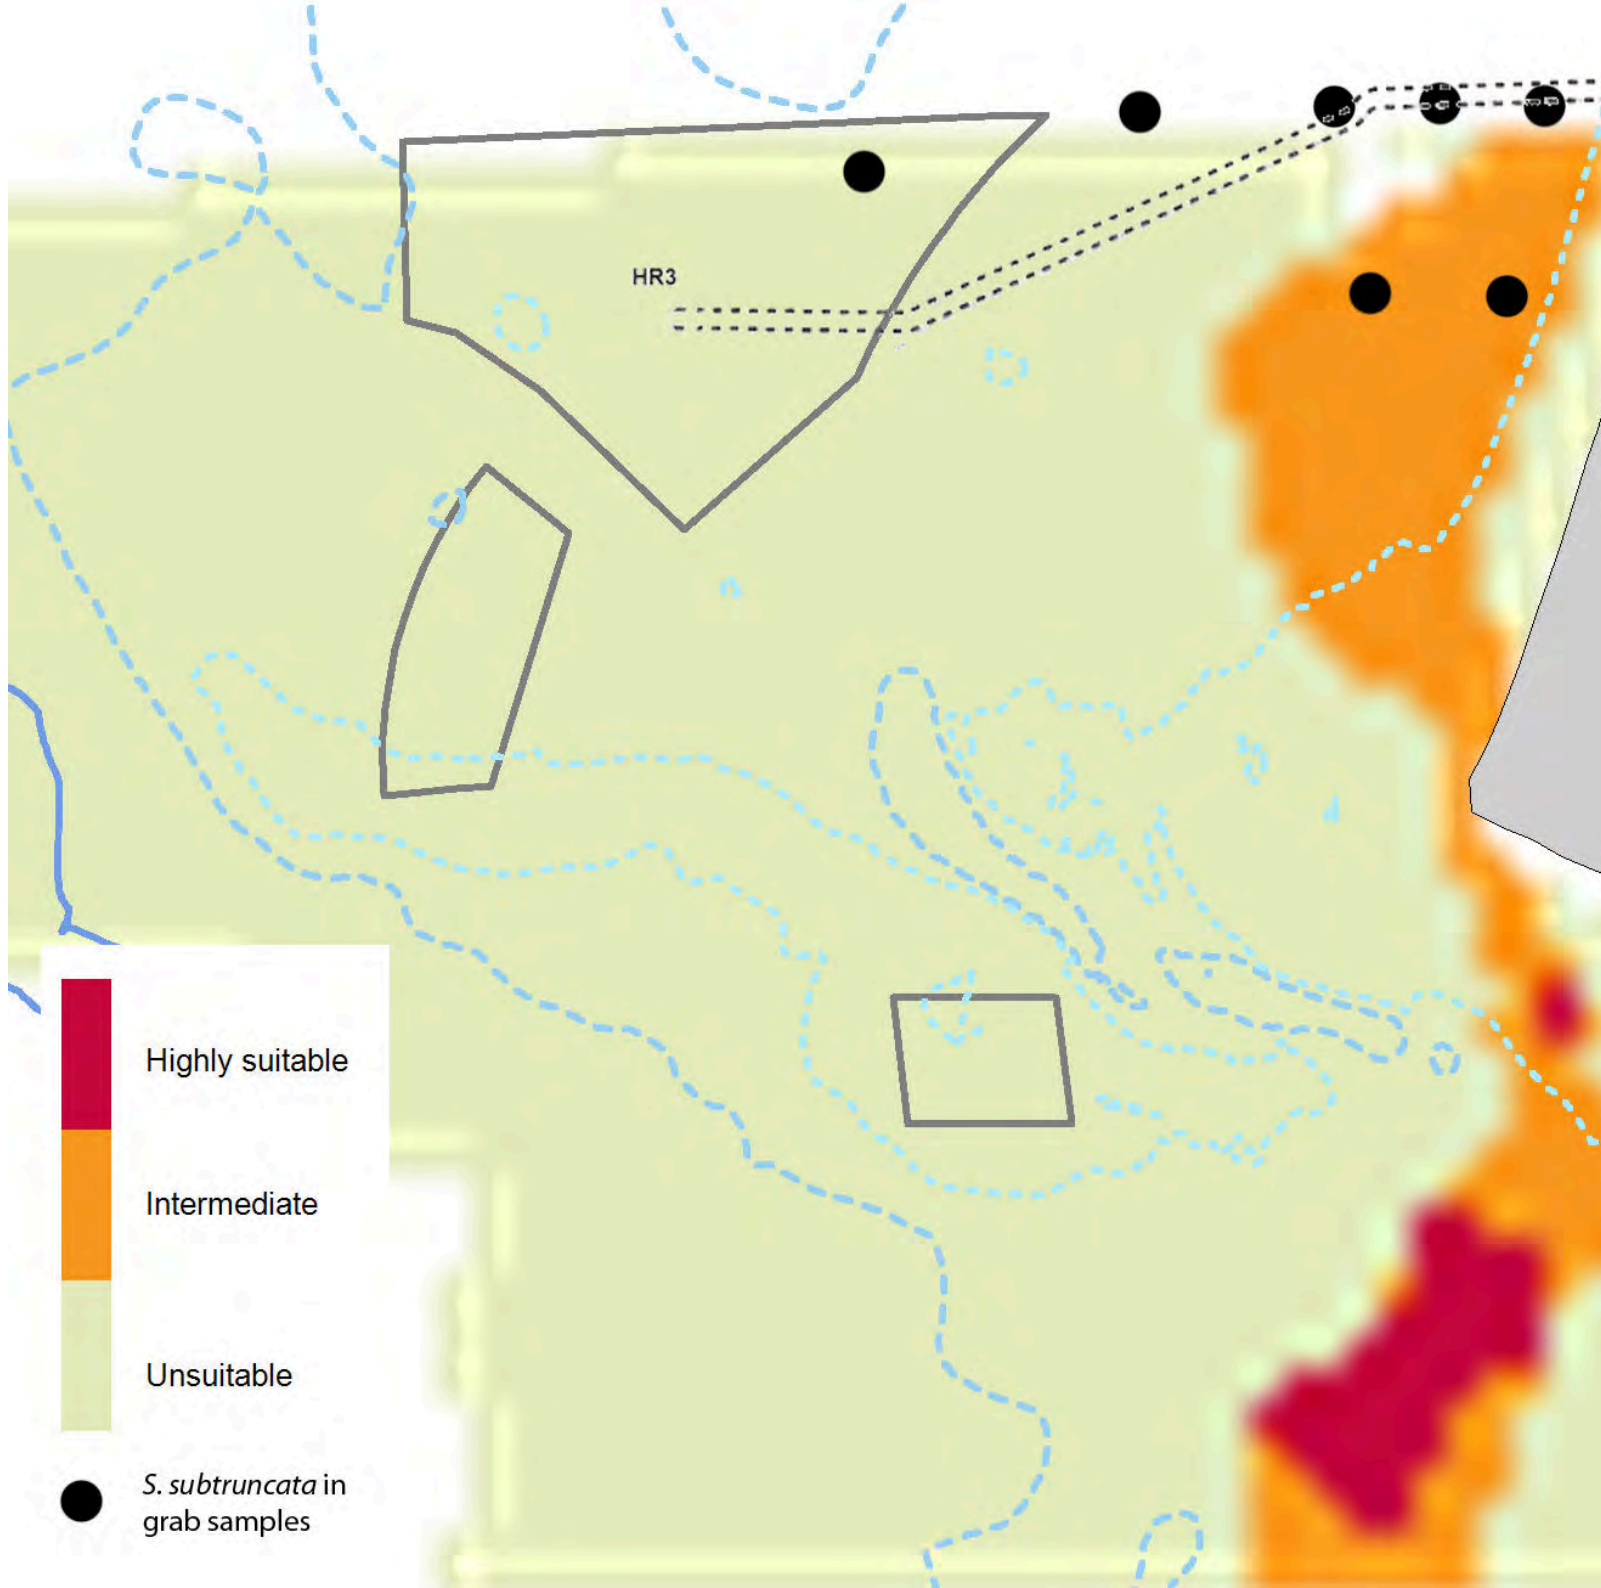 HR3
Highly suitable
Intermediate
Unsuitable
S. subtruncata in
grab samples